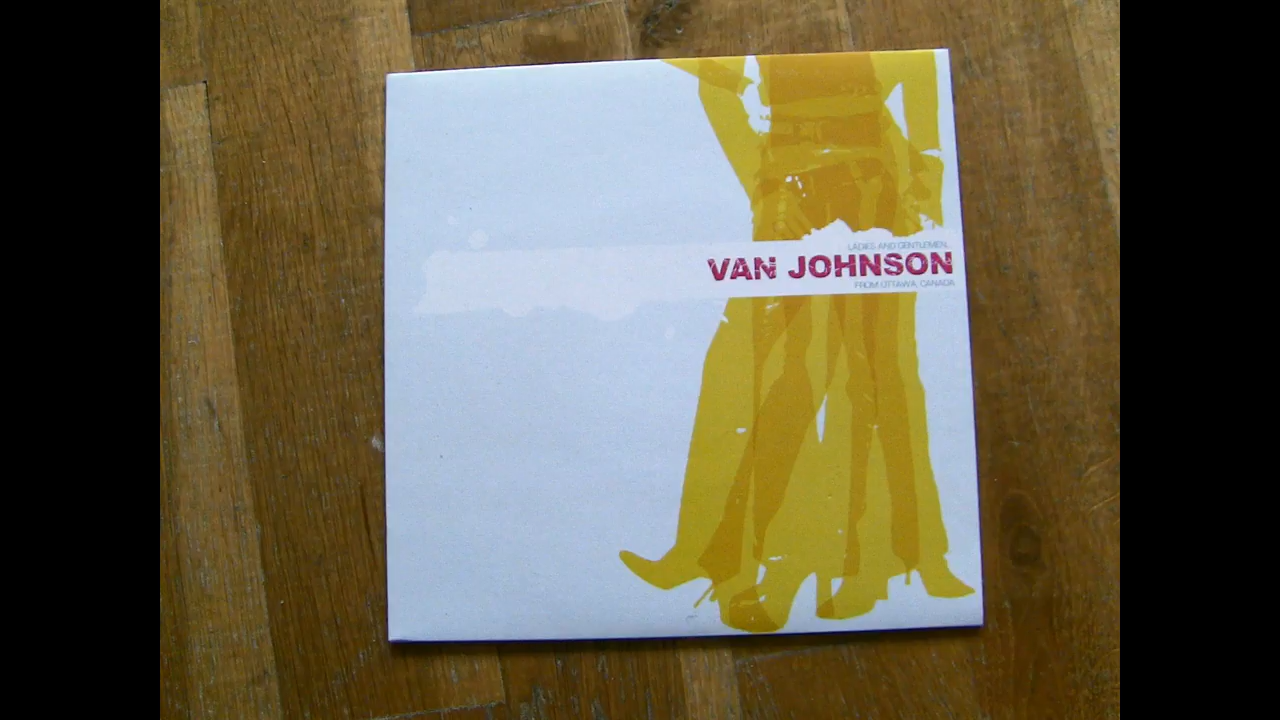 LADIES AND GENTLEMEN,
VAN JOHNSON
FROM OTTAWA, CANADA